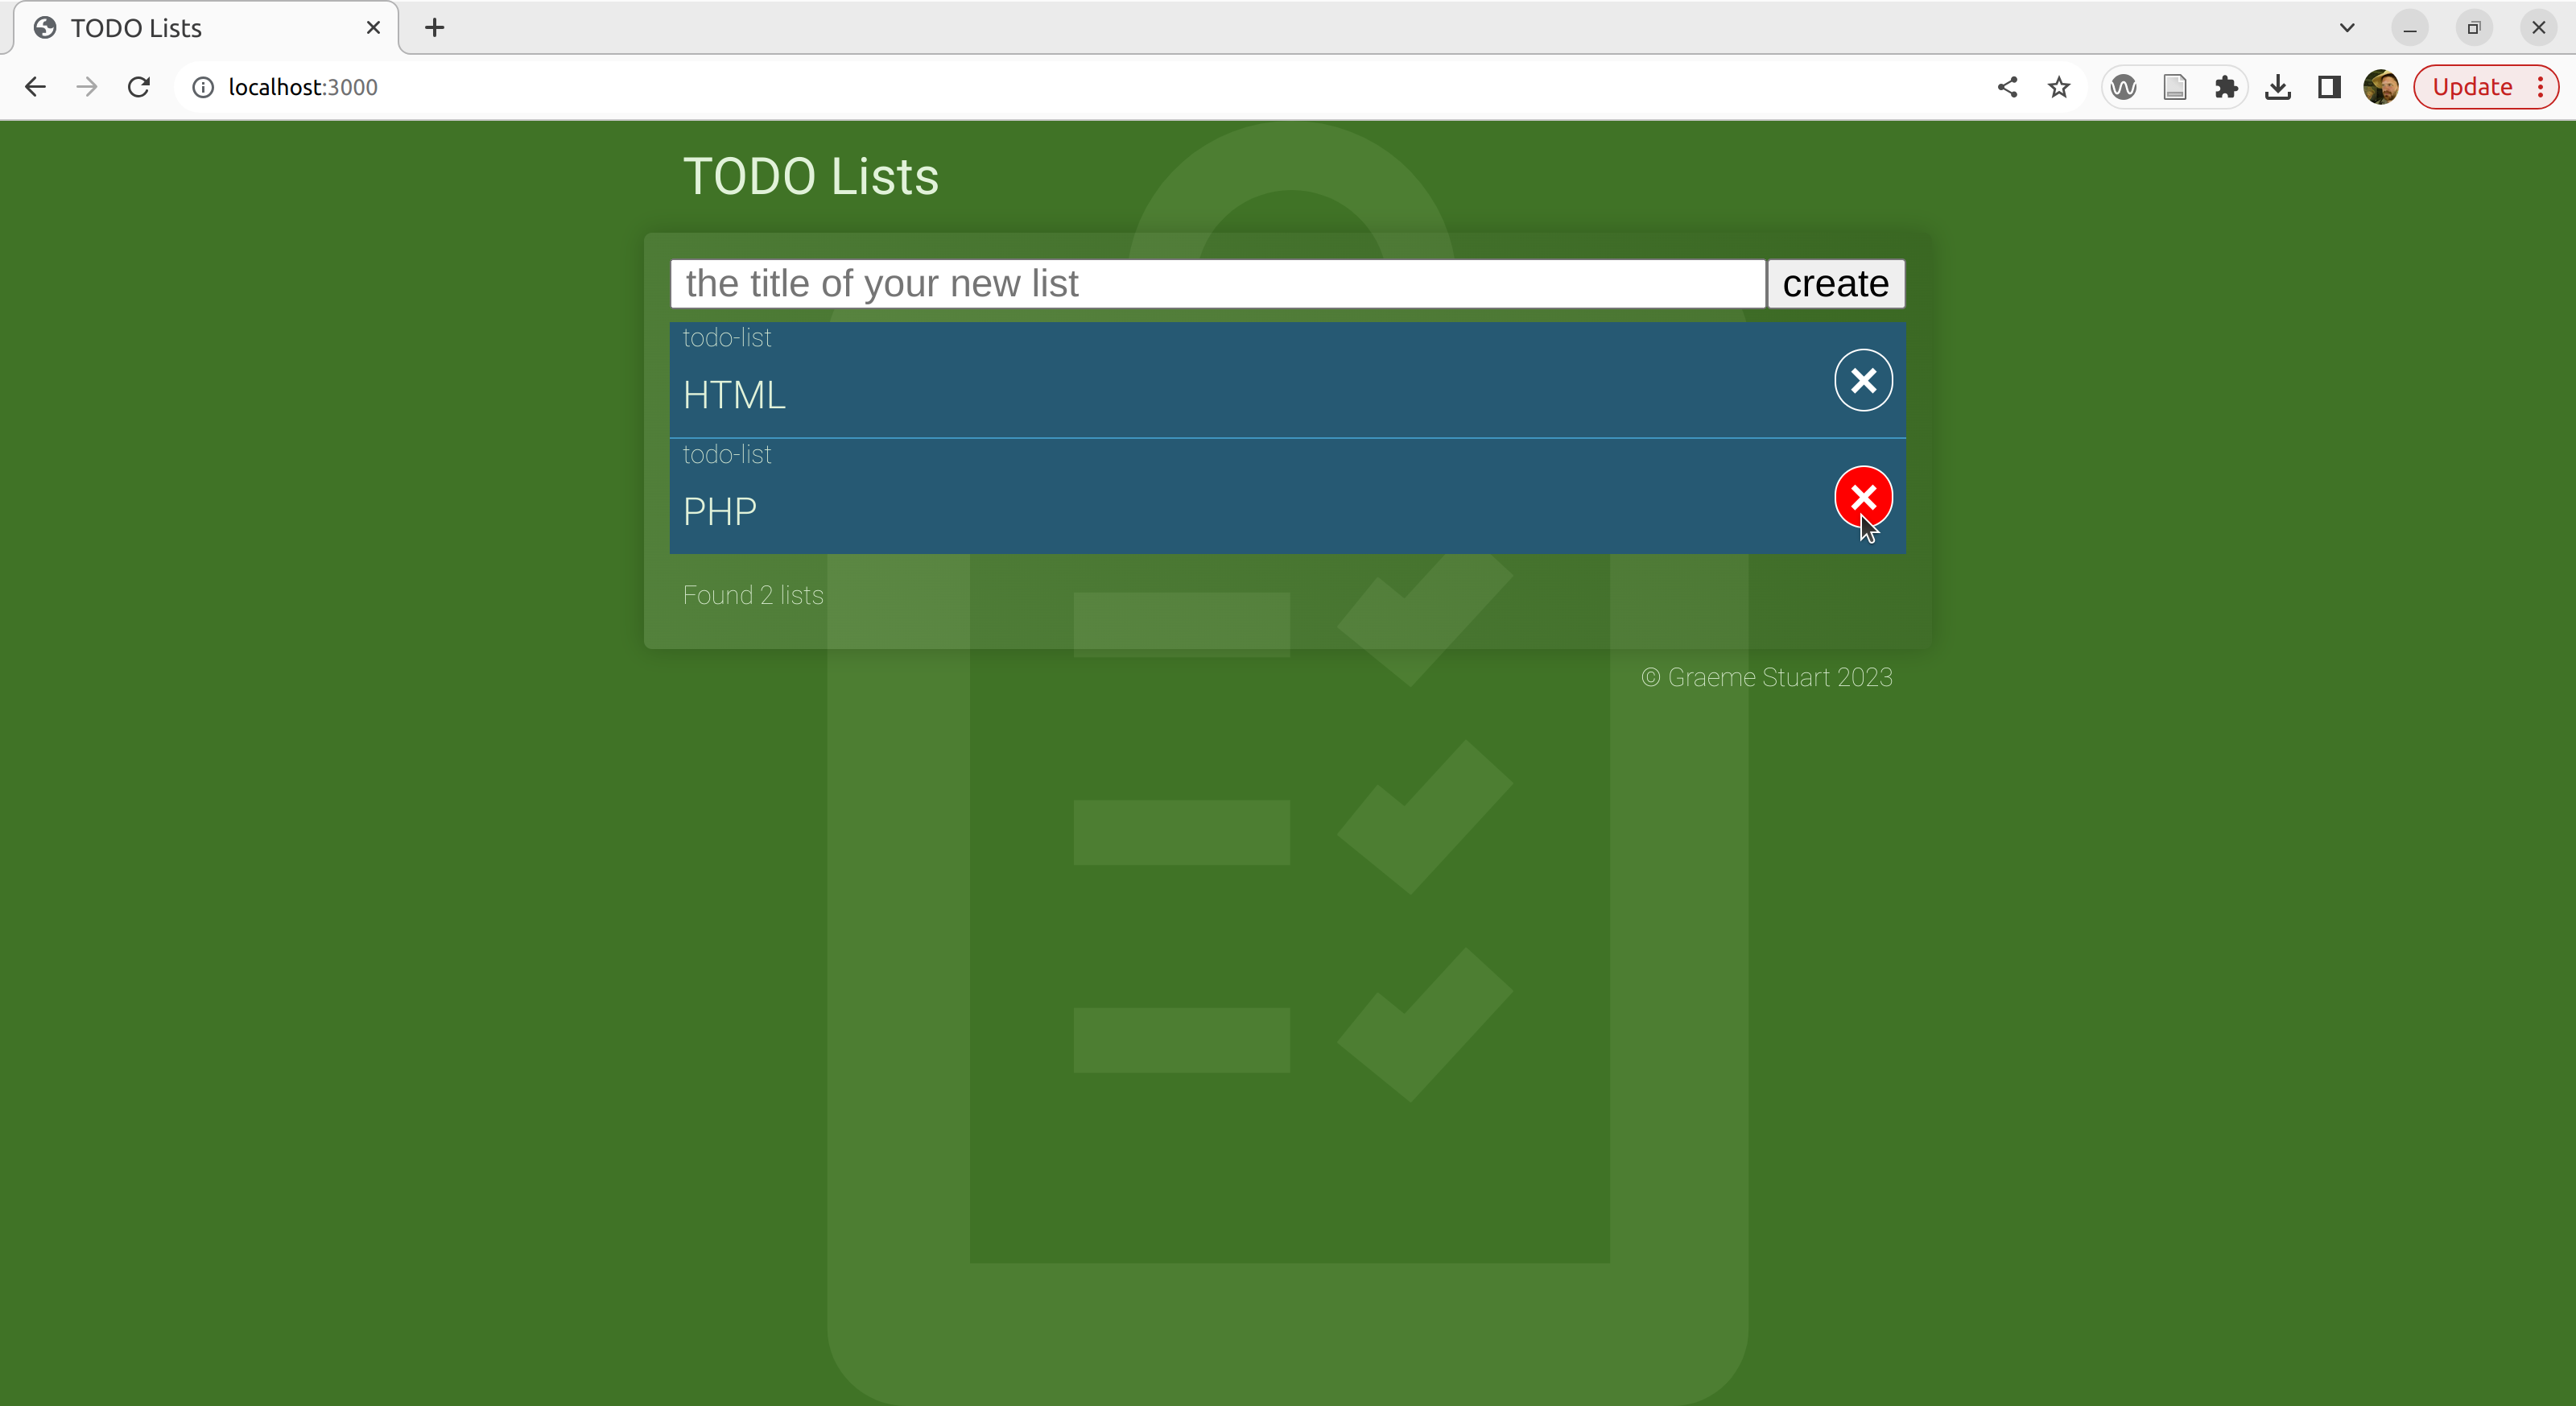 TODO Lists
localhost:3000
Update
TODO Lists
the title of your new list
create
todo-list
HTML
todo-list
PHP
Found 2 lists
© Graeme Stuart 2023